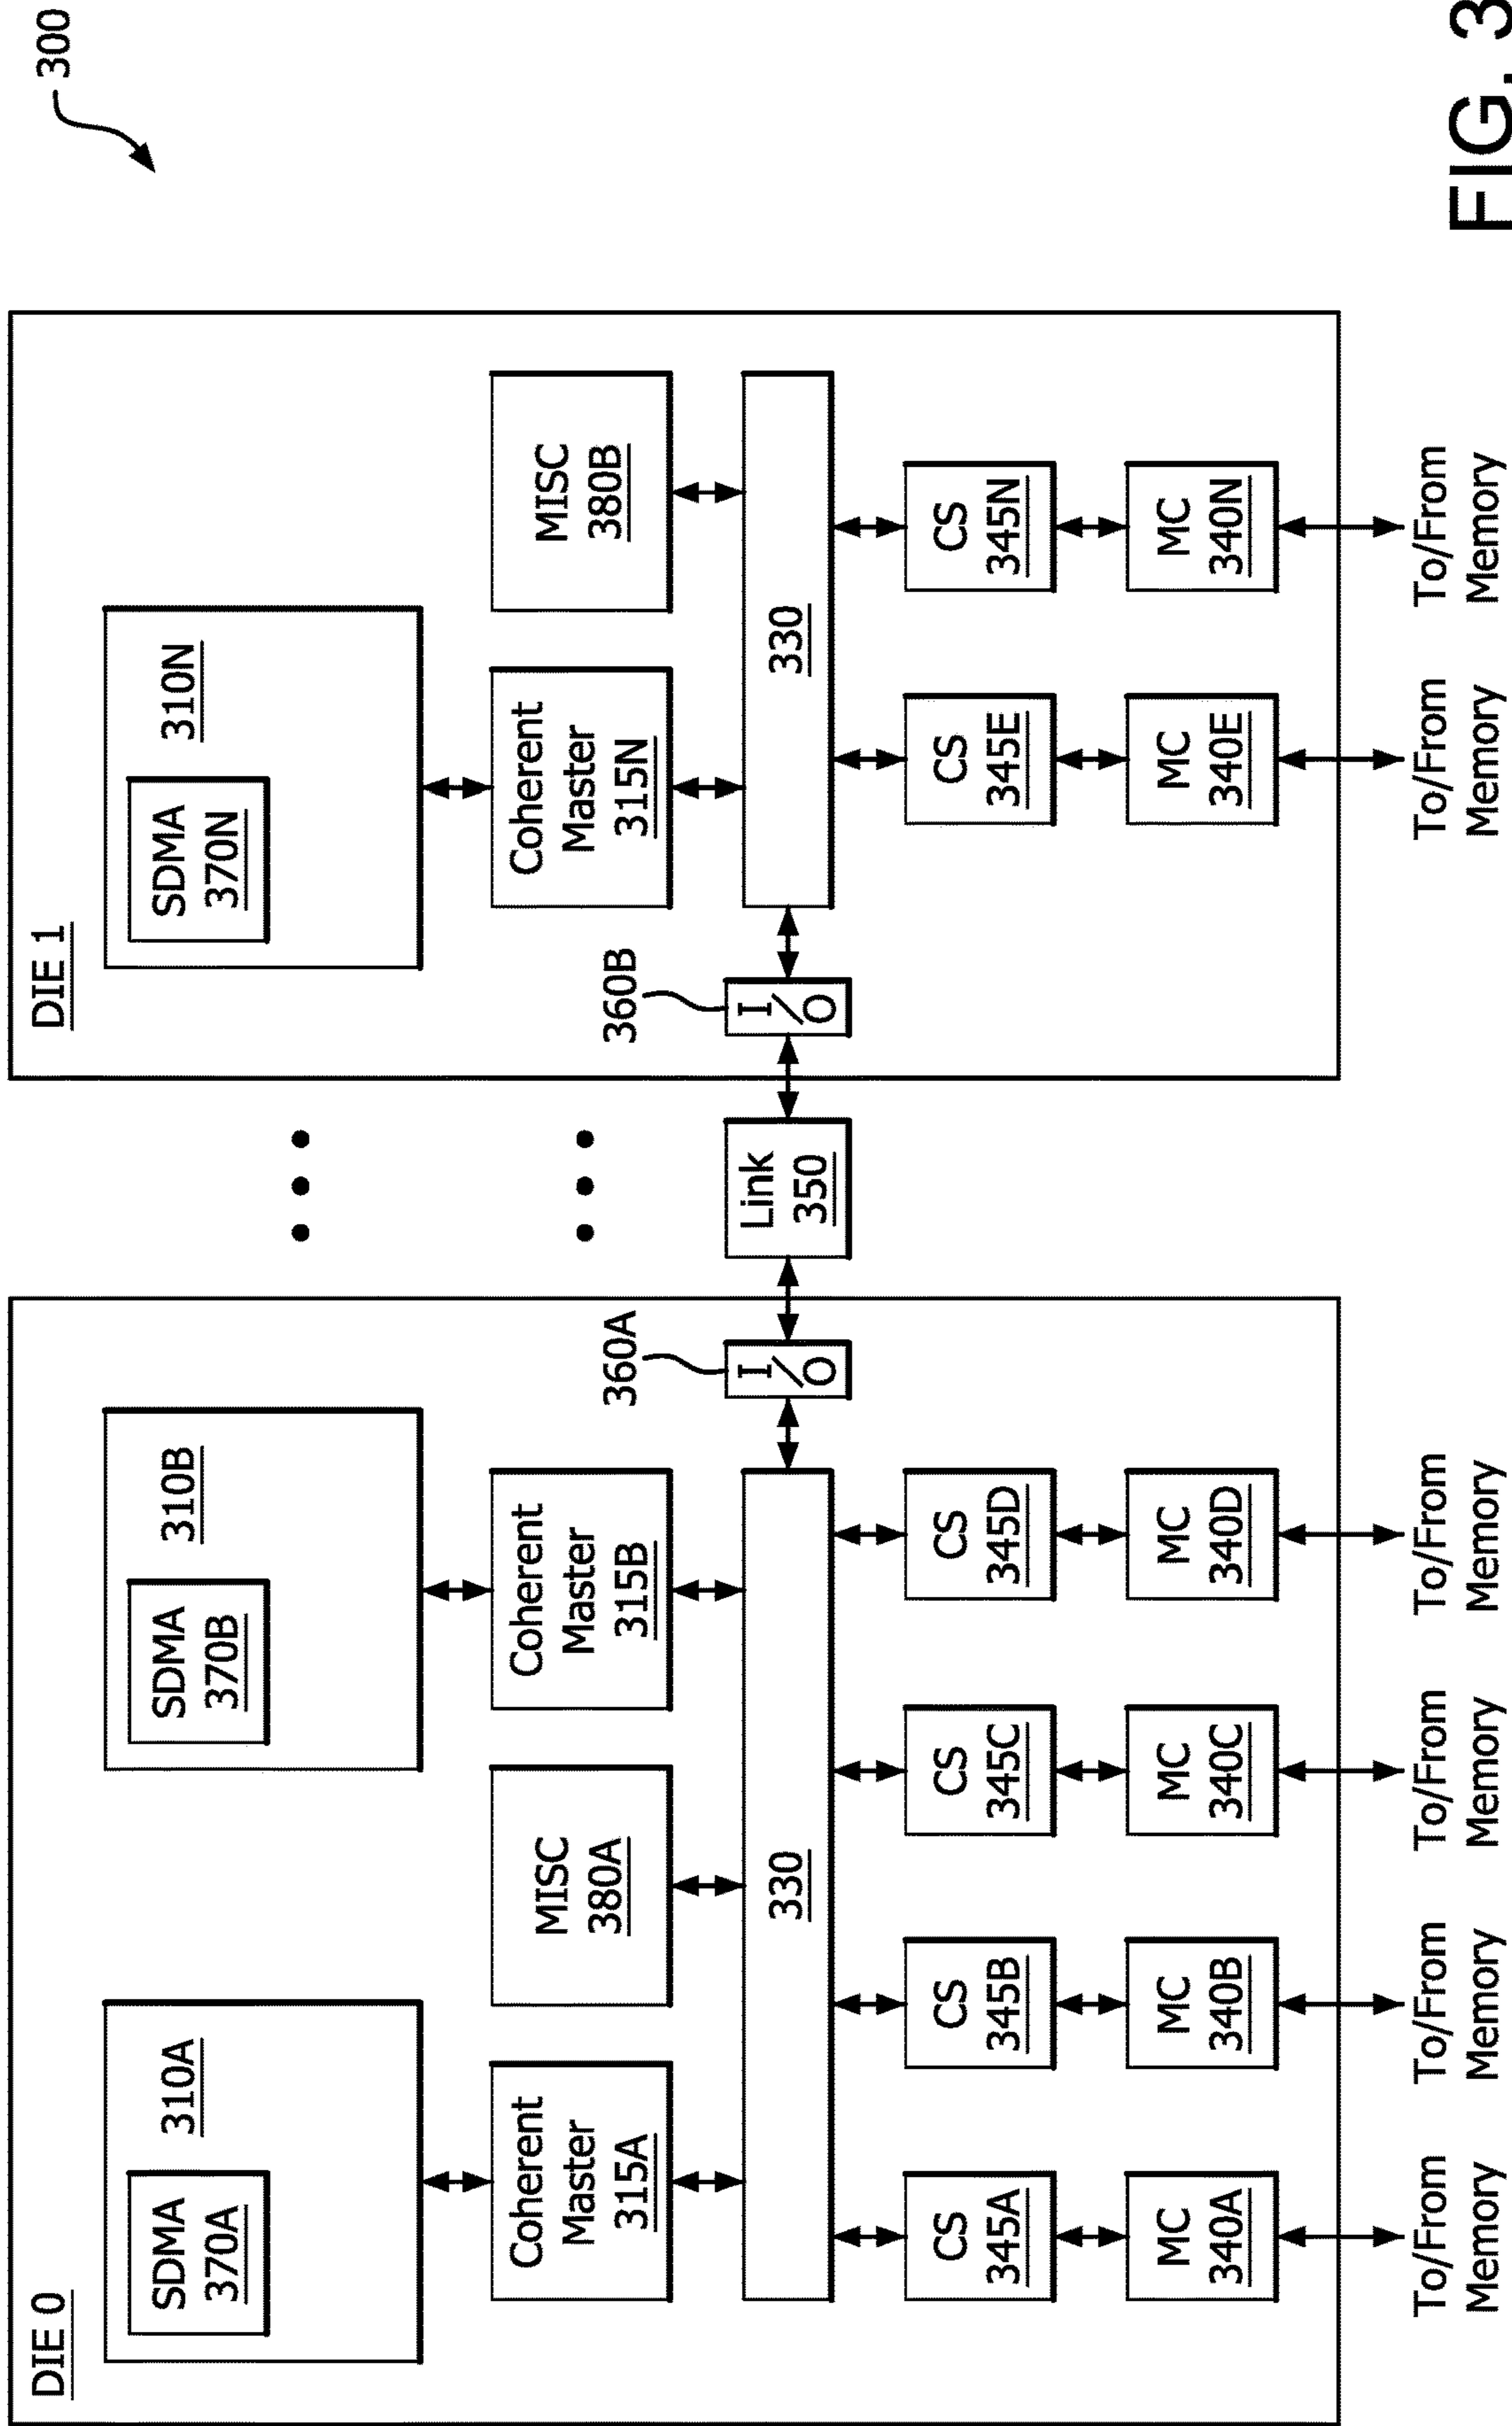 300
DIE 0
DIE 1
SDMA
370A
310A
SDMA
370B
310B
SDMA
370N
310N
Coherent
Master
315A
MISC
380A
Coherent
Master
315B
Coherent
Master
315N
MISC
380B
360A
360B
330
I/O
Link
350
I/O
330
CS
345A
CS
345B
CS
345C
CS
345D
CS
345E
CS
345N
MC
340A
MC
340B
MC
340C
MC
340D
MC
340E
MC
340N
To/From
Memory
To/From
Memory
To/From
Memory
To/From
Memory
To/From
Memory
To/From
Memory
FIG. 3